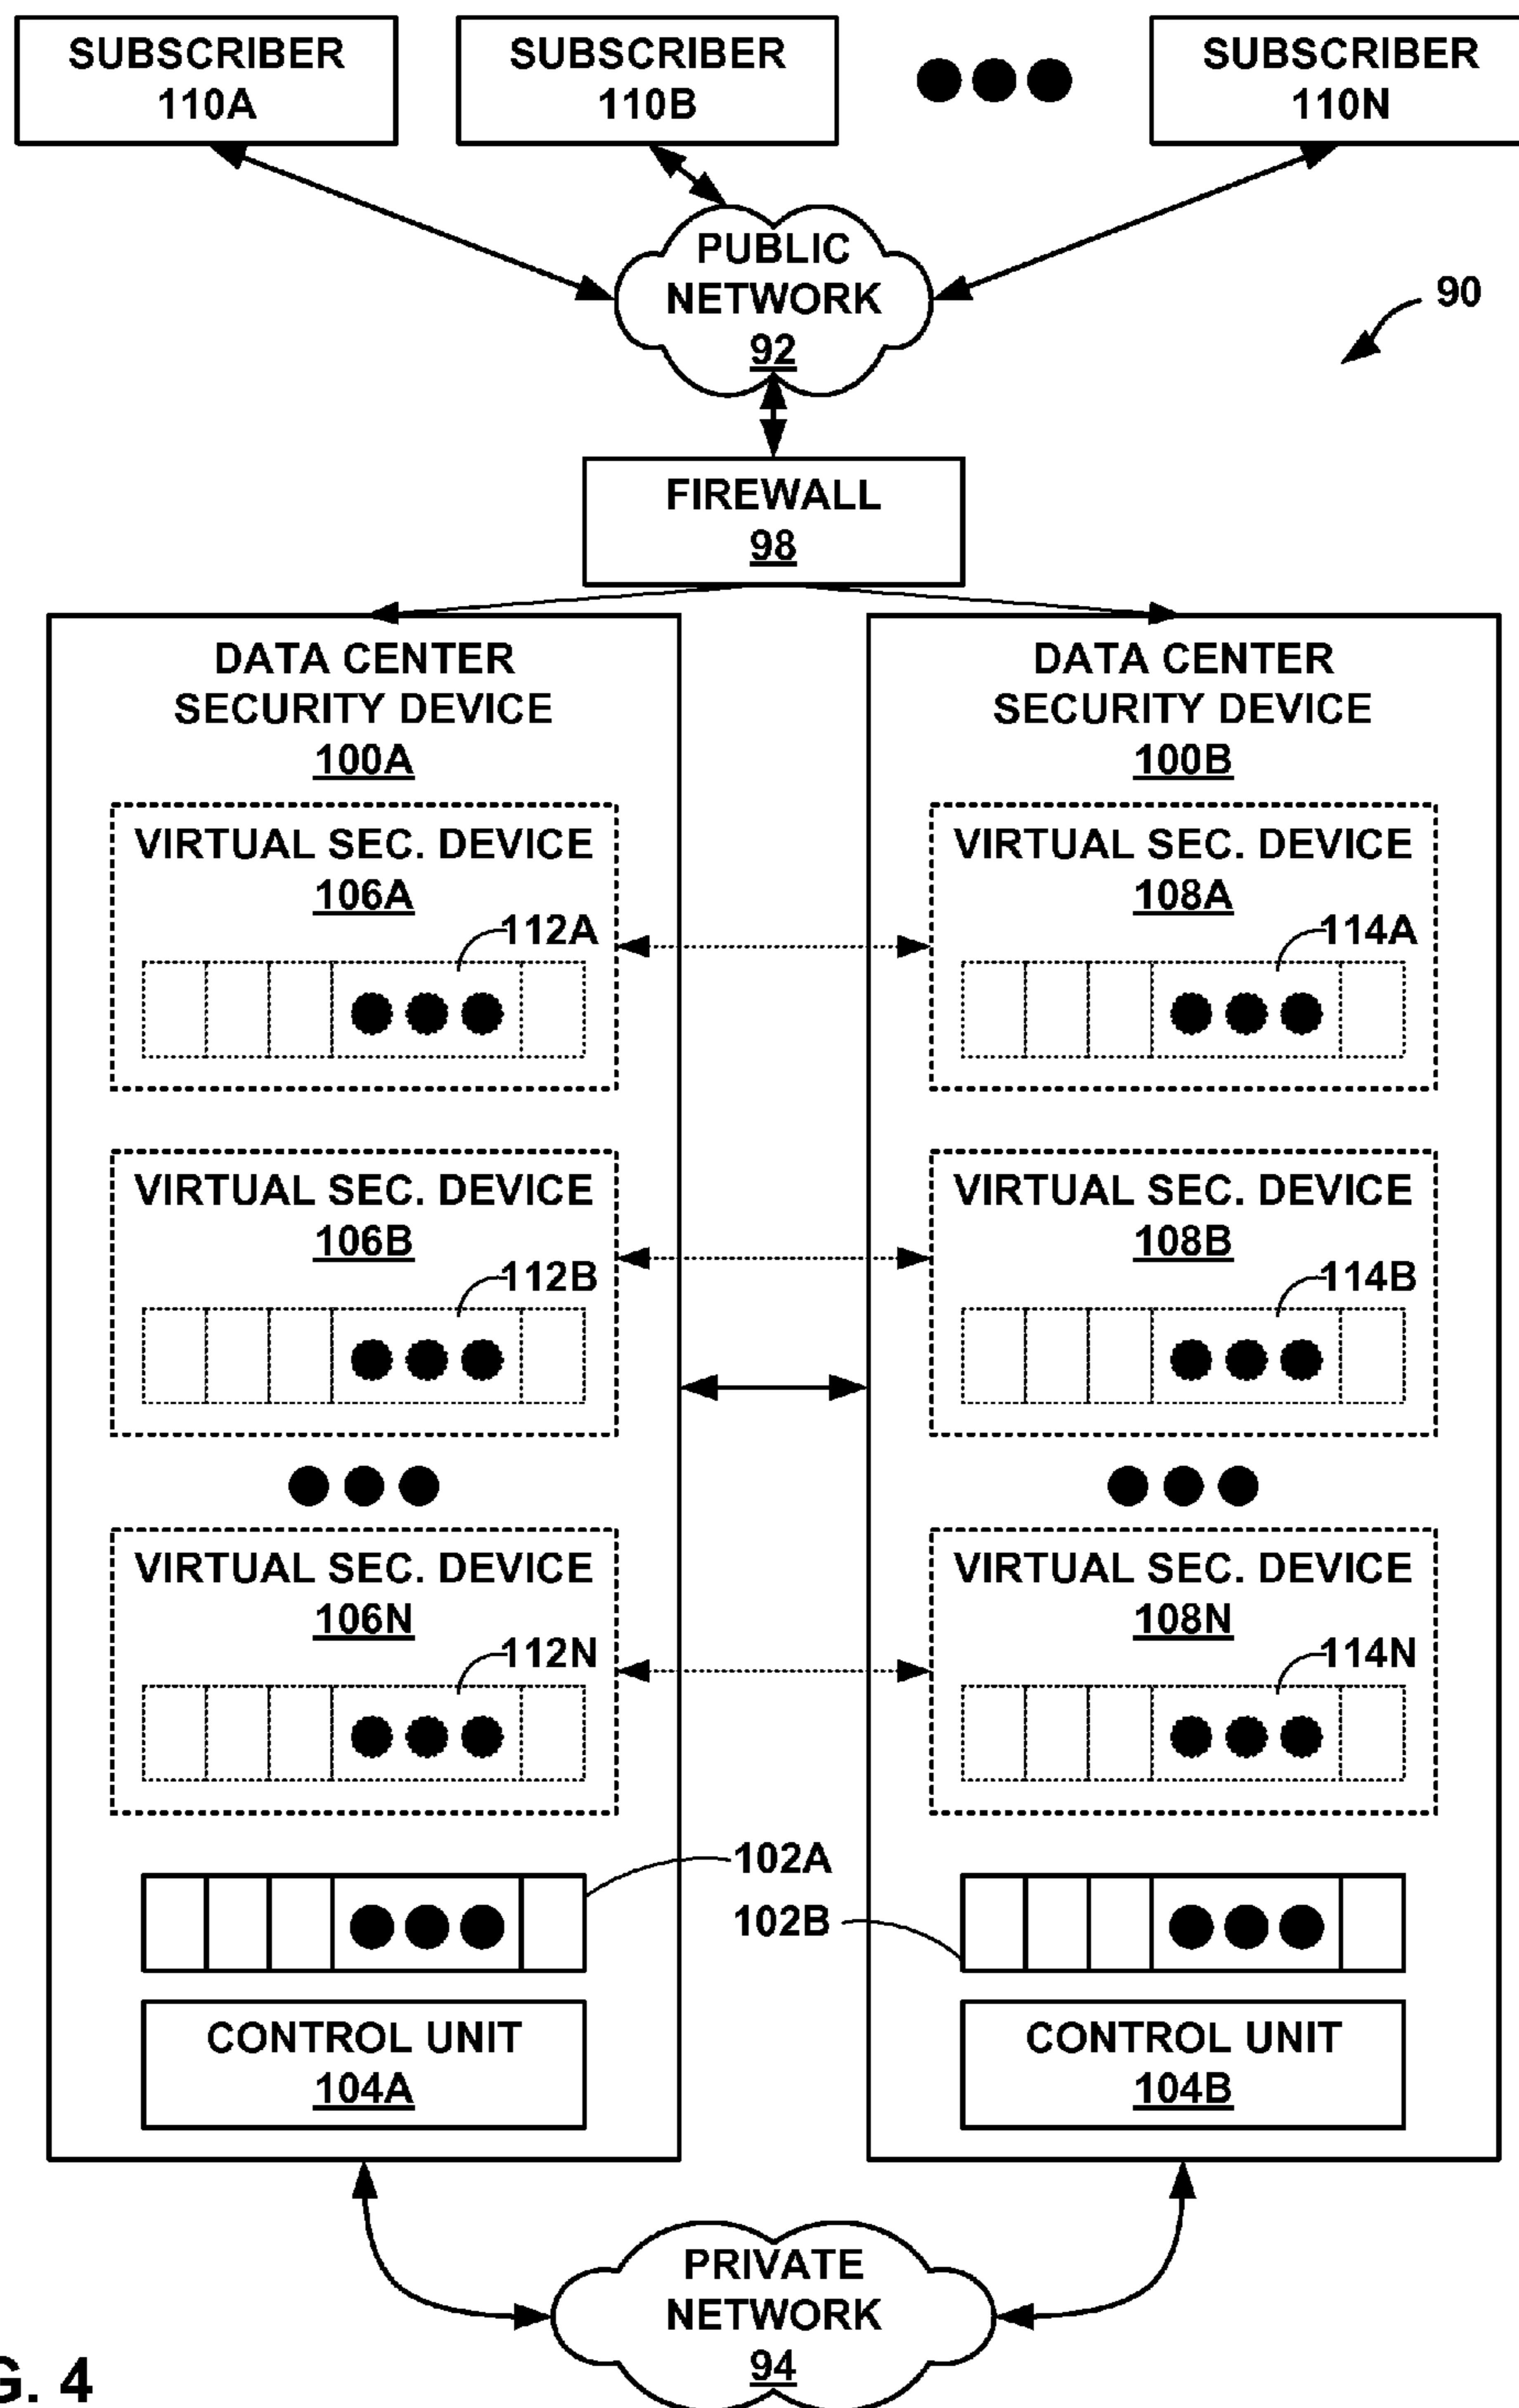 SUBSCRIBER
110A
SUBSCRIBER
110B
SUBSCRIBER
110N
PUBLIC
NETWORK
92
90
FIREWALL
98
DATA CENTER
SECURITY DEVICE
100A
VIRTUAL SEC. DEVICE
106A
112A
VIRTUAL SEC. DEVICE
106B
112B
VIRTUAL SEC. DEVICE
106N
112N
102A
CONTROL UNIT
104A
DATA CENTER
SECURITY DEVICE
100B
VIRTUAL SEC. DEVICE
108A
114A
VIRTUAL SEC. DEVICE
108B
114B
VIRTUAL SEC. DEVICE
108N
114N
102B
CONTROL UNIT
104B
PRIVATE
NETWORK
94
G. 4